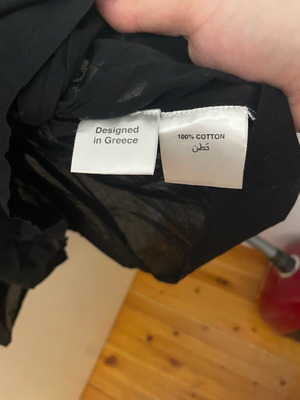 Designed
in Greece
100% COTTON
قطن